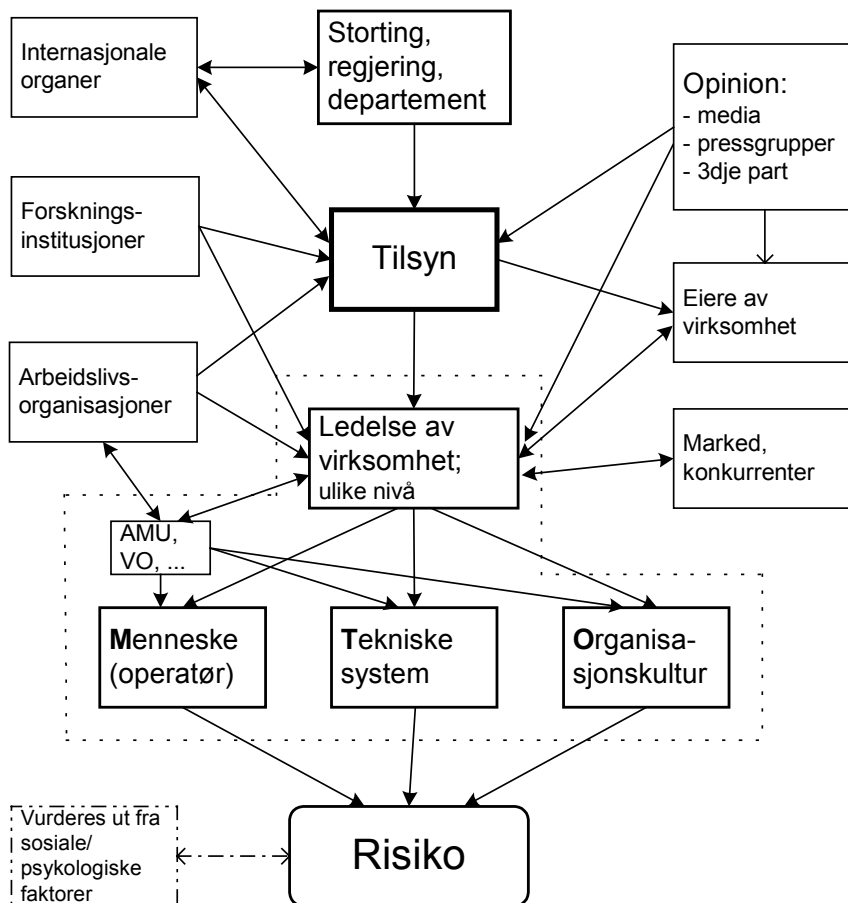 Internasjonale
organer
Storting,
regjering,
departement
Opinion:
- media
- pressgrupper
- 3dje part
Forsknings-
institusjoner
Tilsyn
Eiere av
virksomhet
Arbeidslivs-
organisasjoner
Ledelse av
virksomhet;
ulike nivå
Marked,
konkurrenter
AMU,
VO, ...
Menneske
(operatør)
Tekniske
system
Organisa-
sjonskultur
Vurderes ut fra
sosiale/
psykologiske
faktorer
Risiko